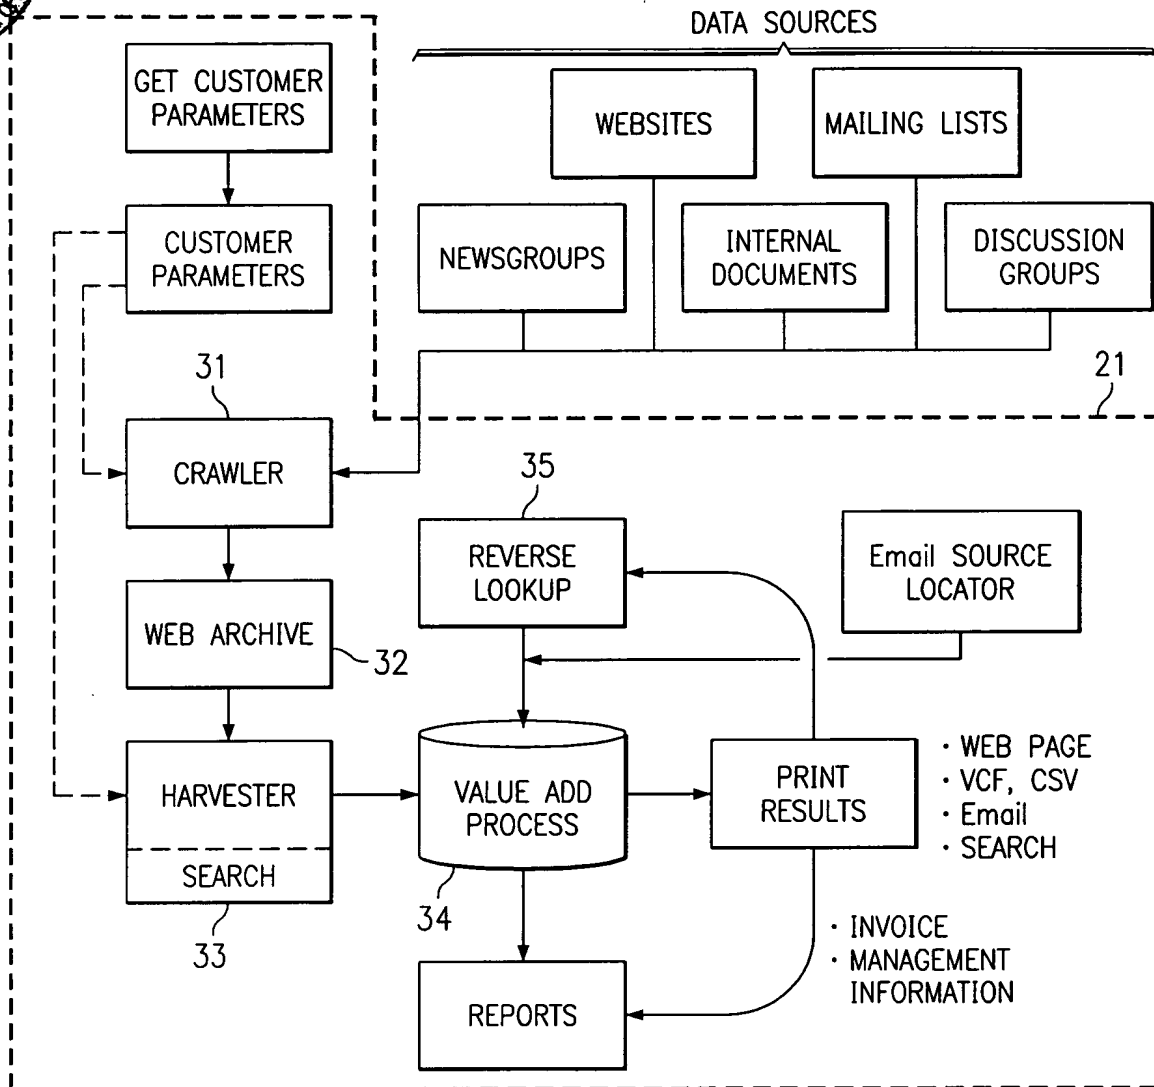 DATA SOURCES
GET CUSTOMER
PARAMETERS
WEBSITES
MAILING LISTS
CUSTOMER
PARAMETERS
NEWSGROUPS
INTERNAL
DOCUMENTS
DISCUSSION
GROUPS
31
21
CRAWLER
35
REVERSE
LOOKUP
Email SOURCE
LOCATOR
WEB ARCHIVE
32
HARVESTER
SEARCH
33
VALUE ADD
PROCESS
34
PRINT
RESULTS
· WEB PAGE
· VCF, CSV
· Email
· SEARCH
· INVOICE
· MANAGEMENT
INFORMATION
REPORTS